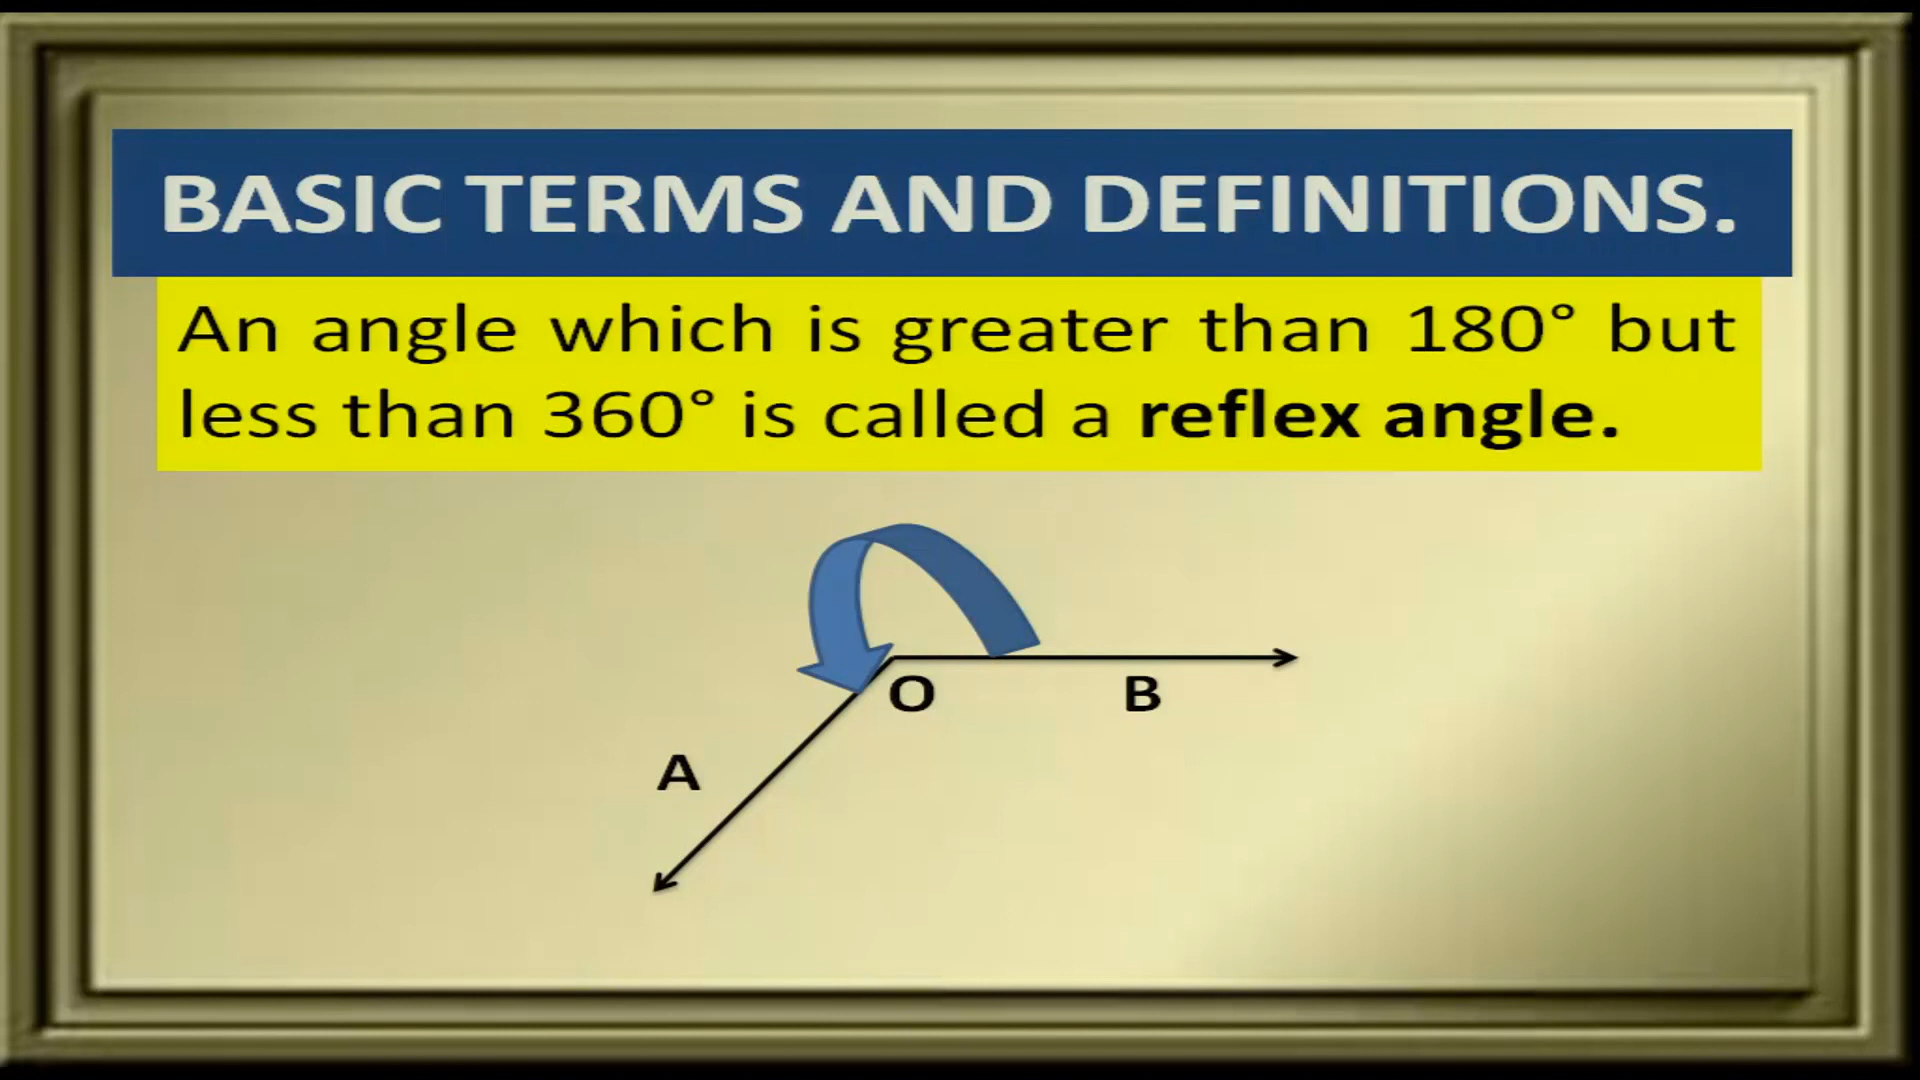 BASIC TERMS AND DEFINITIONS.
An angle which is greater than 180° but
less than 360° is called a reflex angle.
O
B
A